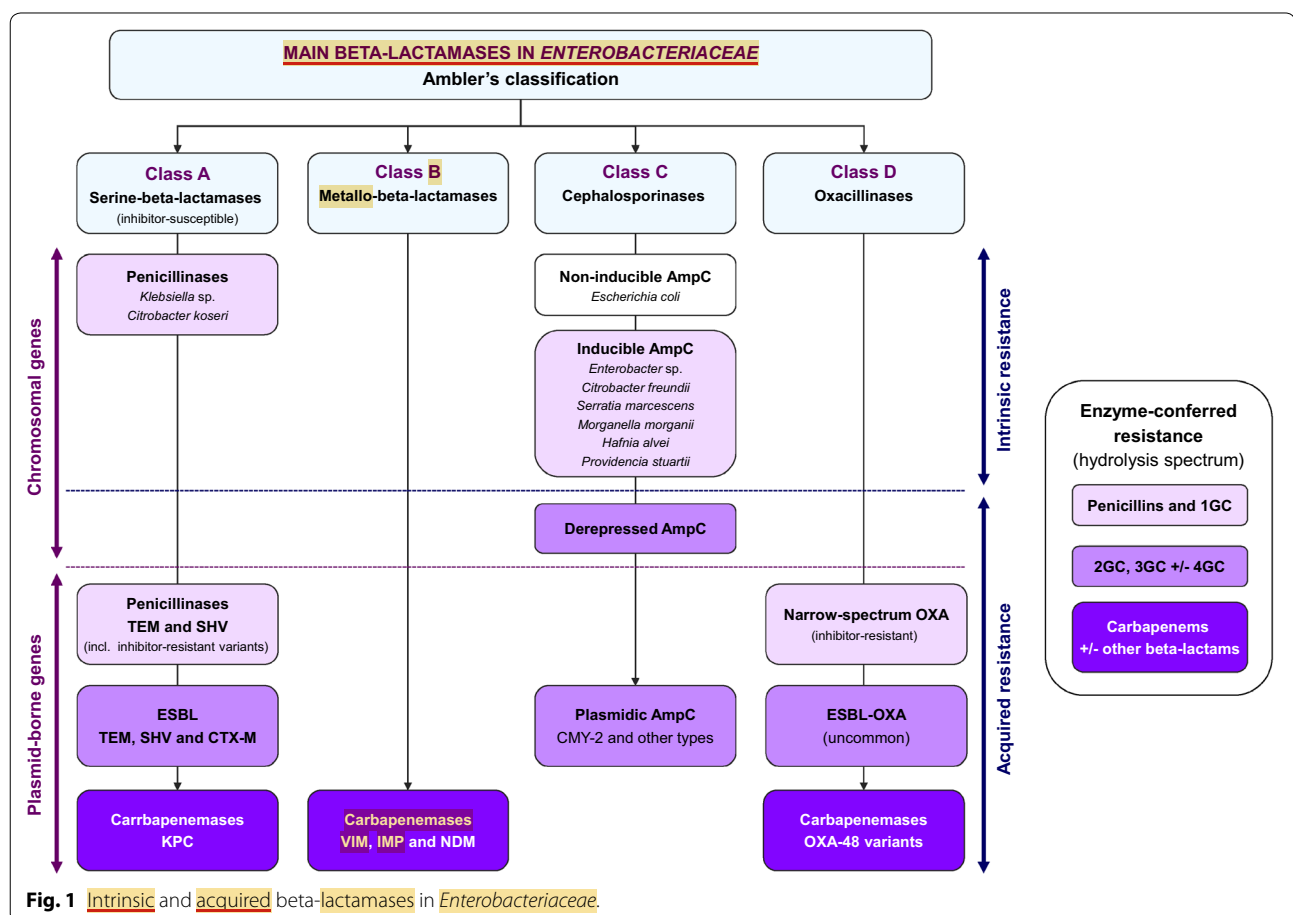 MAIN BETA-LACTAMASES IN ENTEROBACTERIACEAE
Ambler's classification
Class A
Serine-beta-lactamases
(inhibitor-susceptible)
Class B
Metallo-beta-lactamases
Class C
Cephalosporinases
Class D
Oxacillinases
Chromosomal genes
Plasmid-borne genes
Penicillinases
Klebsiella sp.
Citrobacter koseri
Non-inducible AmpC
Escherichia coli
Inducible AmpC
Enterobacter sp.
Citrobacter freundii
Serratia marcescens
Morganella morganii
Hafnia alvei
Providencia stuartii
Derepressed AmpC
Penicillinases
TEM and SHV
(incl. inhibitor-resistant variants)
Narrow-spectrum OXA
(inhibitor-resistant)
ESBL
TEM, SHV and CTX-M
Plasmidic AmpC
CMY-2 and other types
ESBL-OXA
(uncommon)
Carrbapenemases
KPC
Carbapenemases
VIM, IMP and NDM
Carbapenemases
OXA-48 variants
Intrinsic resistance
Acquired resistance
Enzyme-conferred
resistance
(hydrolysis spectrum)
Penicillins and 1GC
2GC, 3GC +/- 4GC
Carbapenems
+/- other beta-lactams
Fig. 1 Intrinsic and acquired beta-lactamases in Enterobacteriaceae.